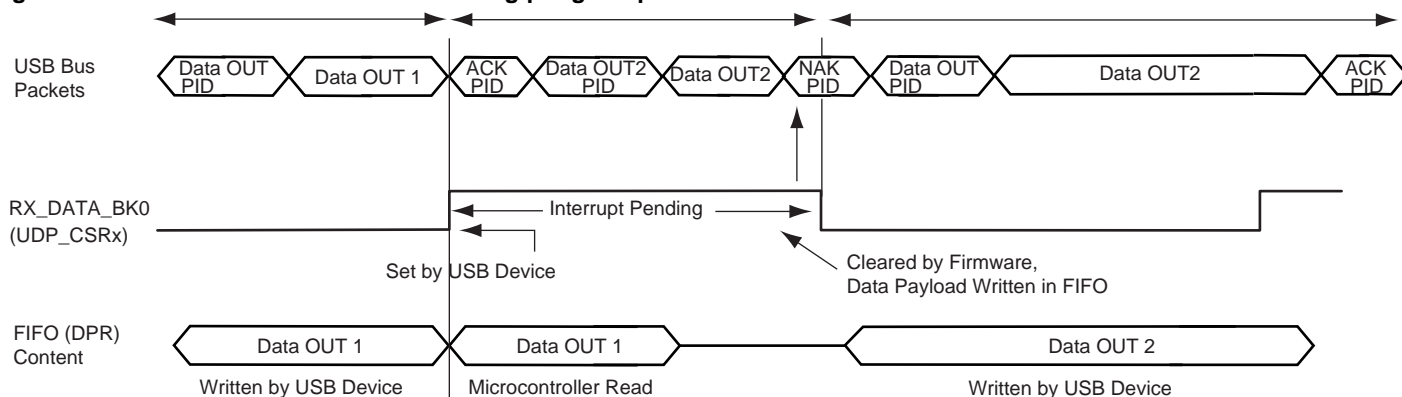 USB Bus
Packets
Data OUT
PID
Data OUT 1
ACK
PID
Data OUT2
PID
Data OUT2
NAK
PID
Data OUT
PID
Data OUT2
ACK
PID
RX_DATA_BK0
(UDP_CSRx)
Interrupt Pending
Set by USB Device
Cleared by Firmware,
Data Payload Written in FIFO
FIFO (DPR)
Content
Data OUT 1
Data OUT 1
Data OUT 2
Written by USB Device
Microcontroller Read
Written by USB Device